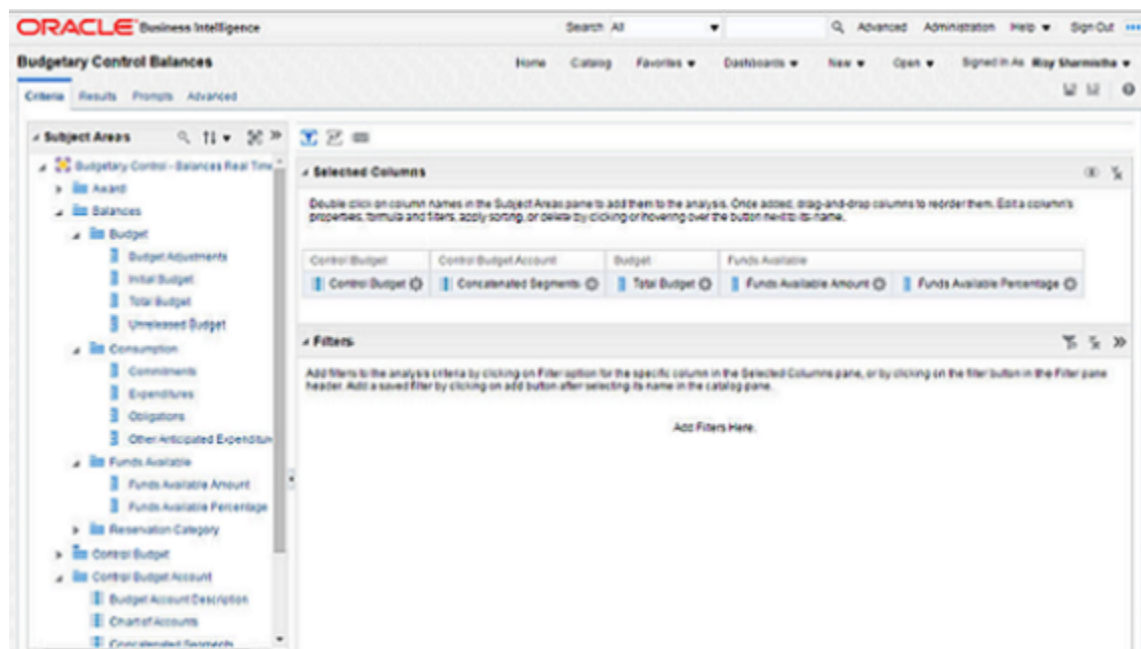 ORACLE Business Intelligence
Search All
Advanced Administration Help Sign Out
Budgetary Control Balances
Home Catalog Favorites Dashboards New Open Signed In As Roy Sharmistha
Criteria Results Prompts Advanced
Subject Areas
Budgetary Control - Balances Real Time
Award
Balances
Budget
Budget Adjustments
Initial Budget
Total Budget
Unreleased Budget
Consumption
Commitments
Expenditures
Obligations
Other Anticipated Expenditure
Funds Available
Funds Available Amount
Funds Available Percentage
Reservation Category
Control Budget
Control Budget Account
Budget Account Description
Chart of Accounts
Concatenated Segments
Selected Columns
Double click on column names in the Subject Areas pane to add them to the analysis. Once added, drag-and-drop columns to reorder them. Edit a column's
properties, formula and filters, apply sorting, or delete by clicking or hovering over the button next to its name.
Control Budget Control Budget Account Budget Funds Available
Control Budget Concatenated Segments Total Budget Funds Available Amount Funds Available Percentage
Filters
Add filters to the analysis criteria by clicking on Filter option for the specific column in the Selected Columns pane, or by clicking on the filter button in the Filter pane
header. Add a saved filter by clicking on add button after selecting its name in the catalog pane.
Add Filters Here.